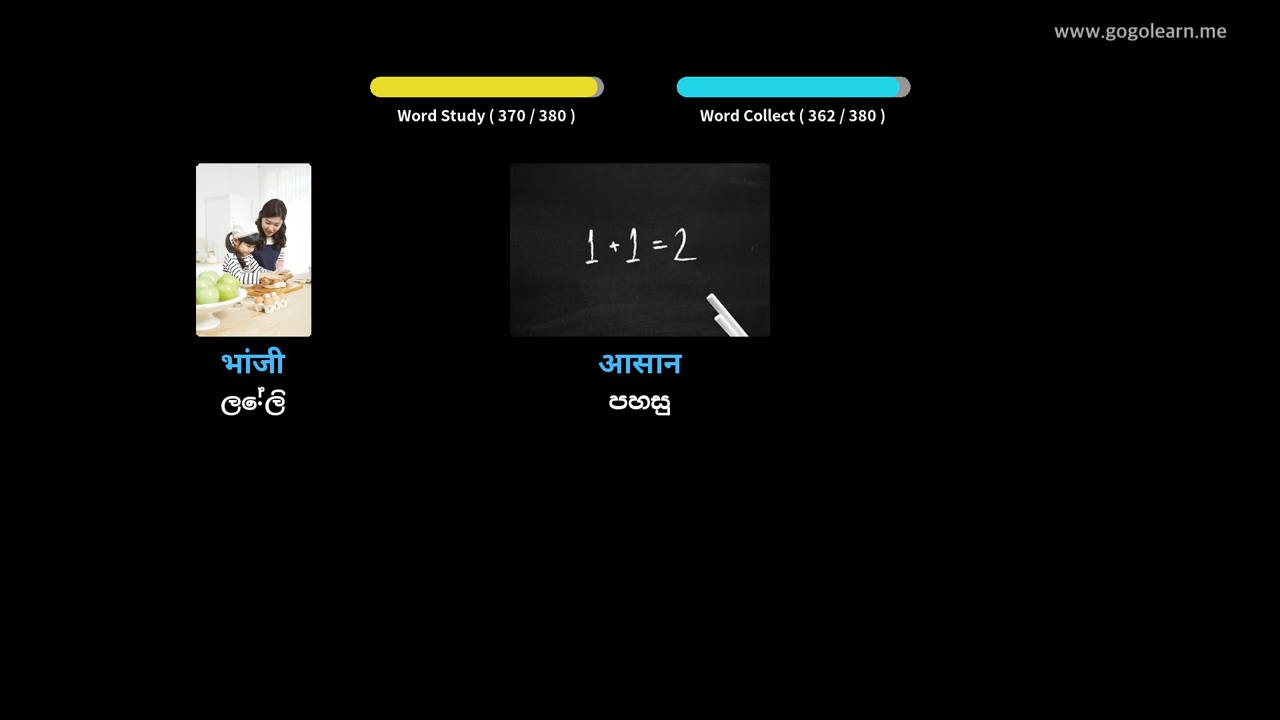 www.gogolearn.me
Word Study ( 370 / 380 )
Word Collect ( 362 / 380 )
1 + 1 = 2
भांजी
आसान
ලේලි
පහසු